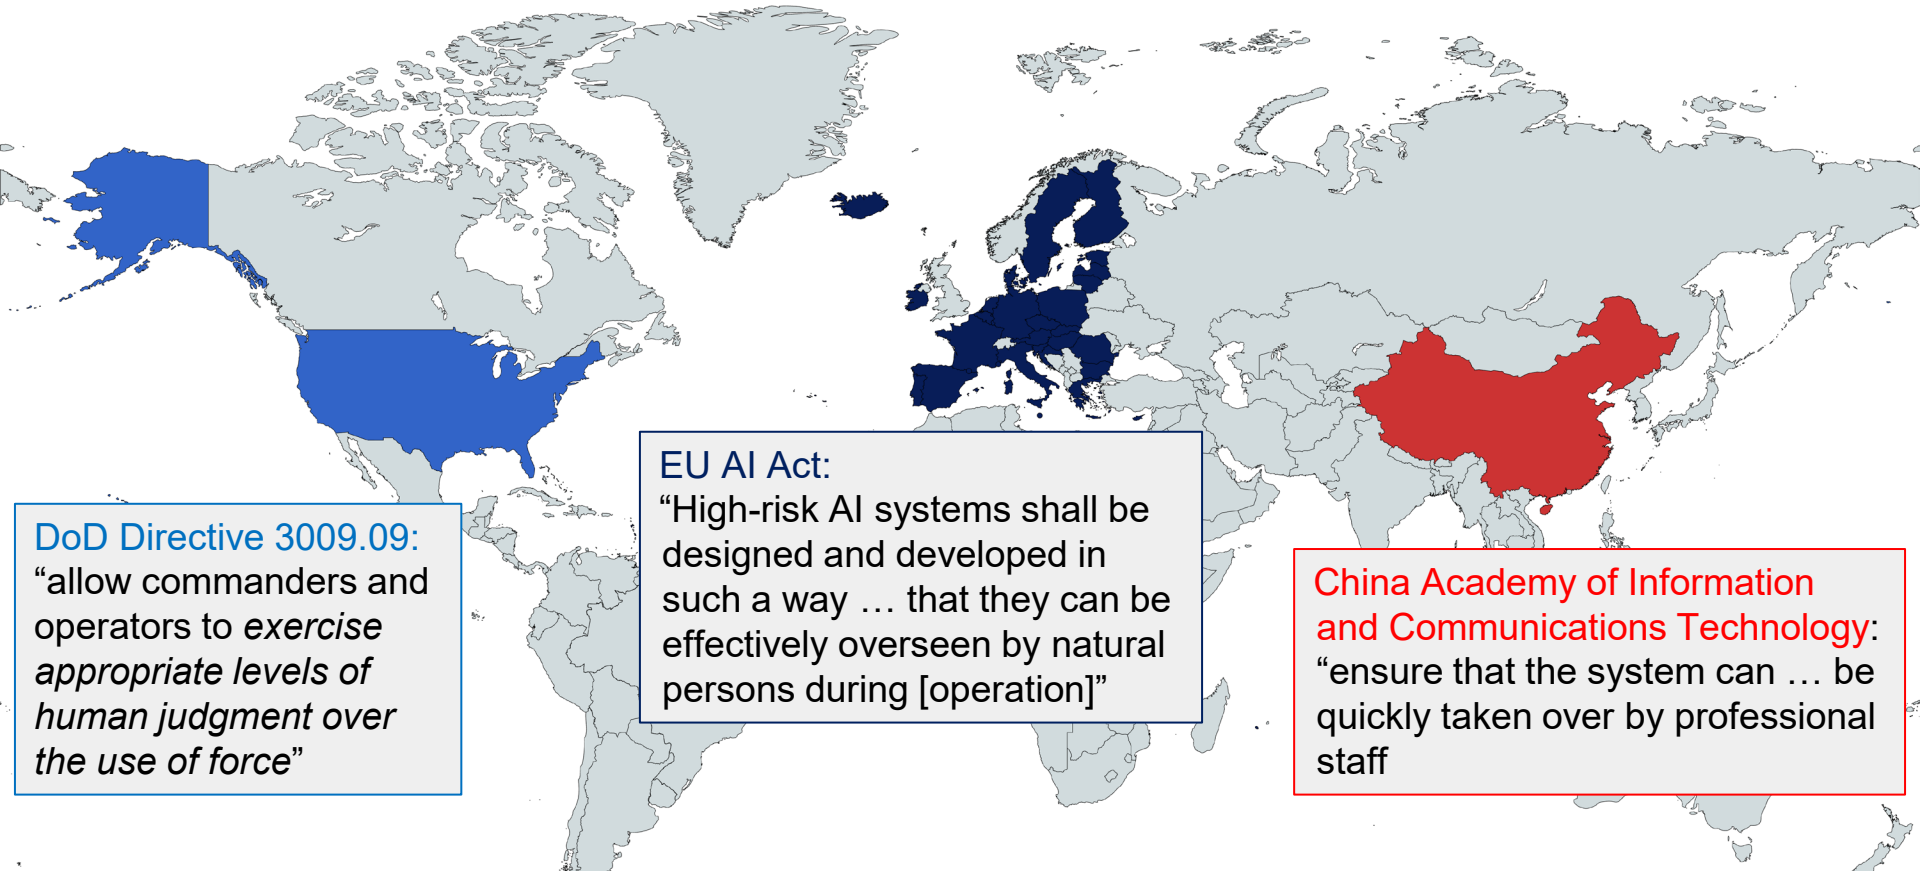 DoD Directive 3009.09:
“allow commanders and
operators to exercise
appropriate levels of
human judgment over
the use of force”
EU AI Act:
“High-risk AI systems shall be
designed and developed in
such a way … that they can be
effectively overseen by natural
persons during [operation]”
China Academy of Information
and Communications Technology:
“ensure that the system can … be
quickly taken over by professional
staff